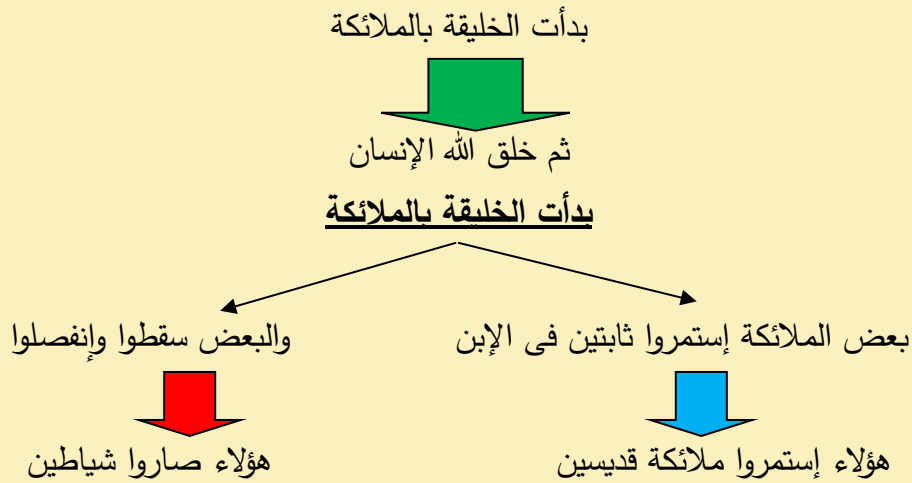 بدأت الخليقة بالملائكة
ثم خلق الله الإنسان
بدأت الخليقة بالملائكة
بعض الملائكة إستمروا ثابتين فى الإبن
والبعض سقطوا وإنفصلوا
هؤلاء إستمروا ملائكة قديسين
هؤلاء صاروا شياطين